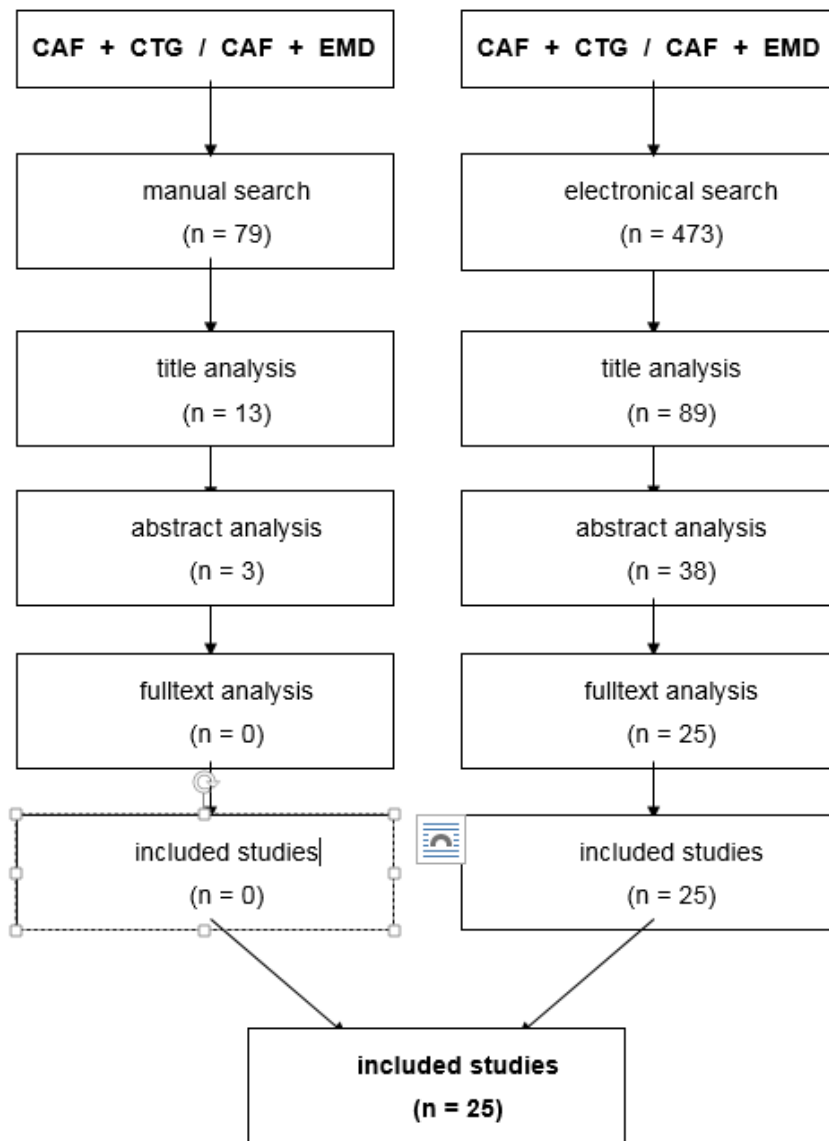 CAF + CTG / CAF + EMD
manual search
(n = 79)
title analysis
(n = 13)
abstract analysis
(n = 3)
fulltext analysis
(n = 0)
included studies
(n = 0)
CAF + CTG / CAF + EMD
electronical search
(n = 473)
title analysis
(n = 89)
abstract analysis
(n = 38)
fulltext analysis
(n = 25)
included studies
(n = 25)
included studies
(n = 25)